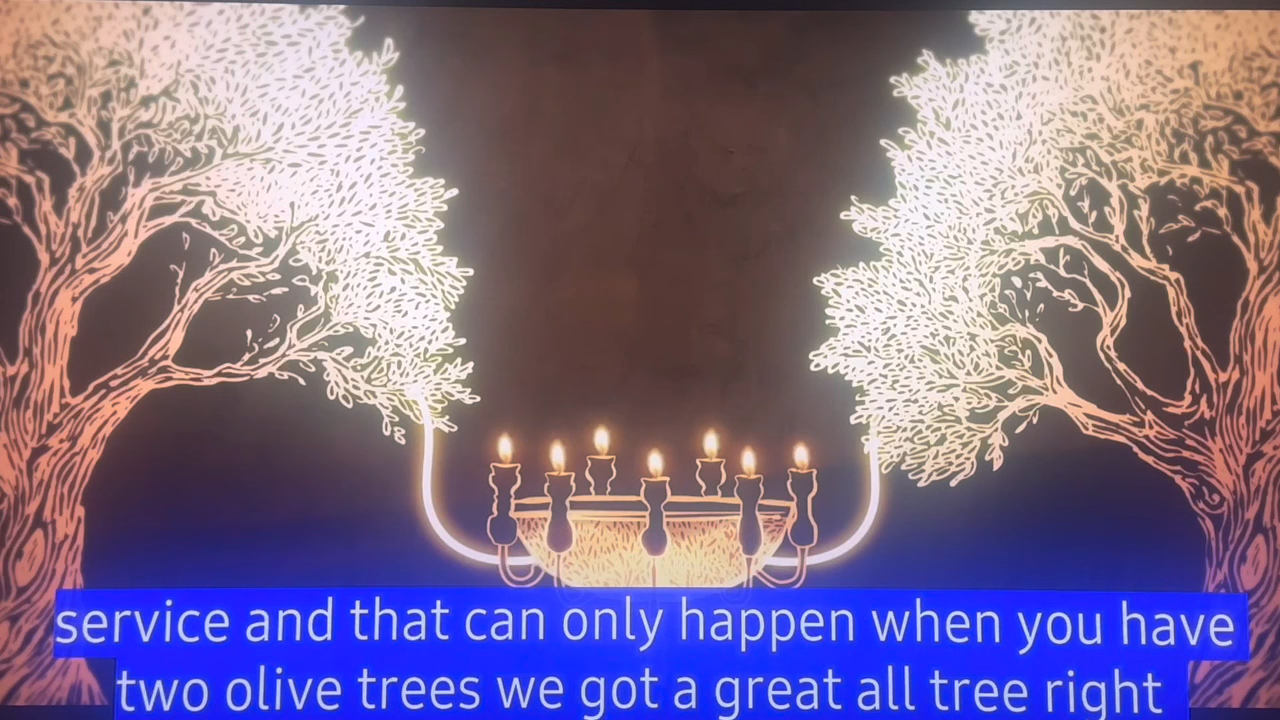 service and that can only happen when you have
two olive trees we got a great all tree right